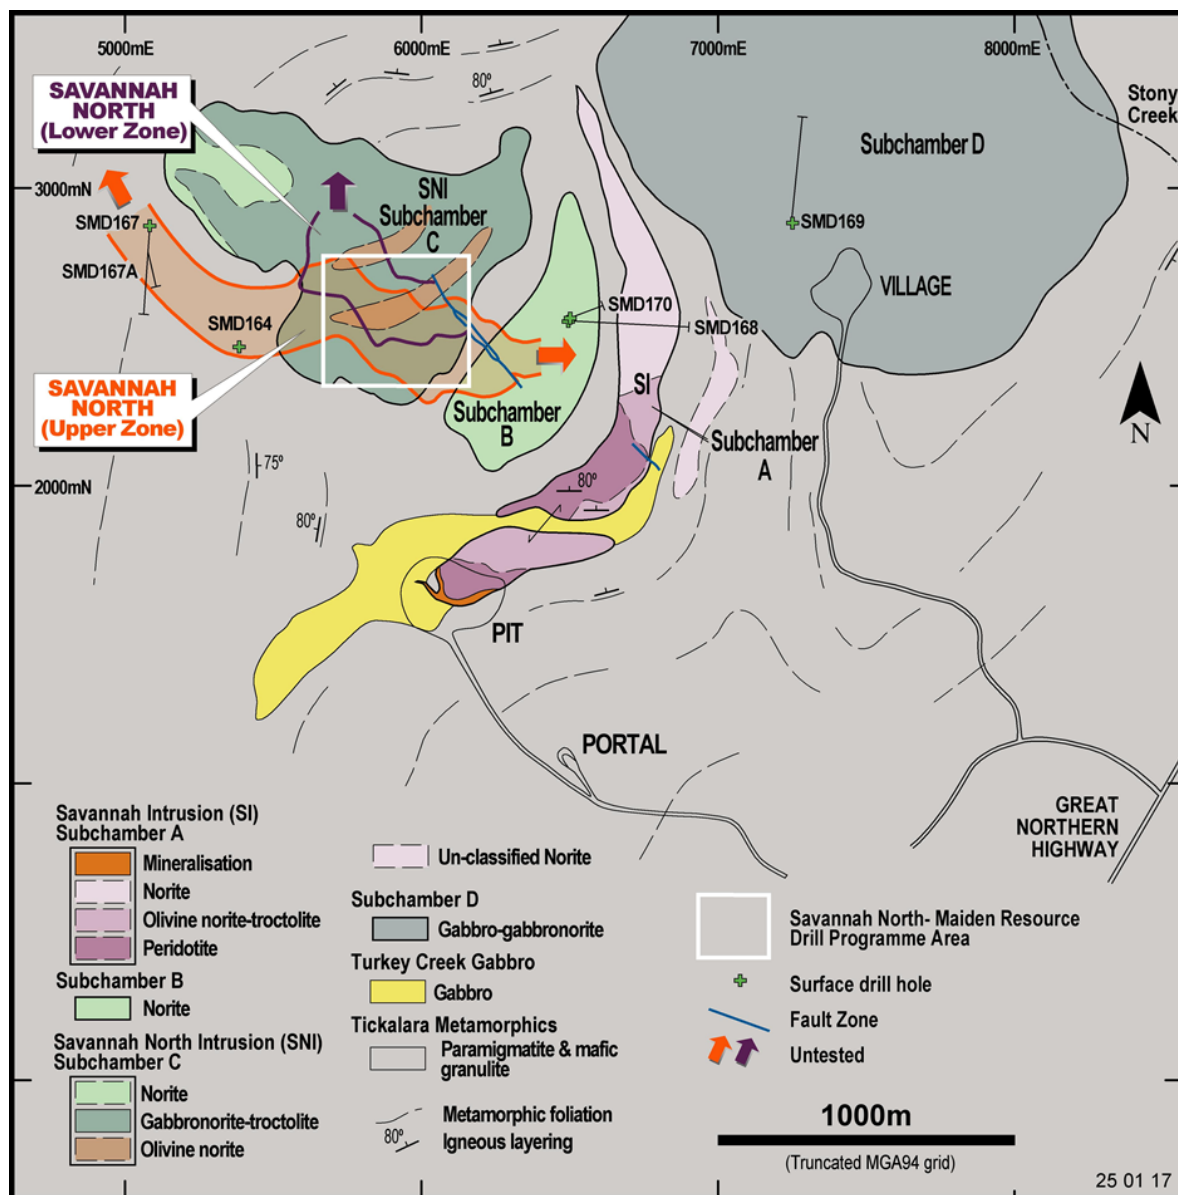 5000mE
6000mE
7000mE
8000mE
80º
SAVANNAH
NORTH
(Lower Zone)
Stony
Creek
Subchamber D
3000mN
SNI
Subchamber
C
SMD167
SMD169
SMD167A
VILLAGE
SMD170
SMD164
SMD168
SAVANNAH
NORTH
(Upper Zone)
SI
Subchamber
B
Subchamber
A
75º
80º
2000mN
80º
PIT
PORTAL
GREAT
NORTHERN
HIGHWAY
Savannah Intrusion (SI)
Subchamber A
Mineralisation
Norite
Olivine norite-troctolite
Peridotite
Subchamber B
Norite
Savannah North Intrusion (SNI)
Subchamber C
Norite
Gabbronorite-troctolite
Olivine norite
Un-classified Norite
Subchamber D
Gabbro-gabbronorite
Turkey Creek Gabbro
Gabbro
Tickalara Metamorphics
Paramigmatite & mafic
granulite
Metamorphic foliation
80º
Igneous layering
Savannah North- Maiden Resource
Drill Programme Area
Surface drill hole
Fault Zone
Untested
1000m
(Truncated MGA94 grid)
N
25 01 17